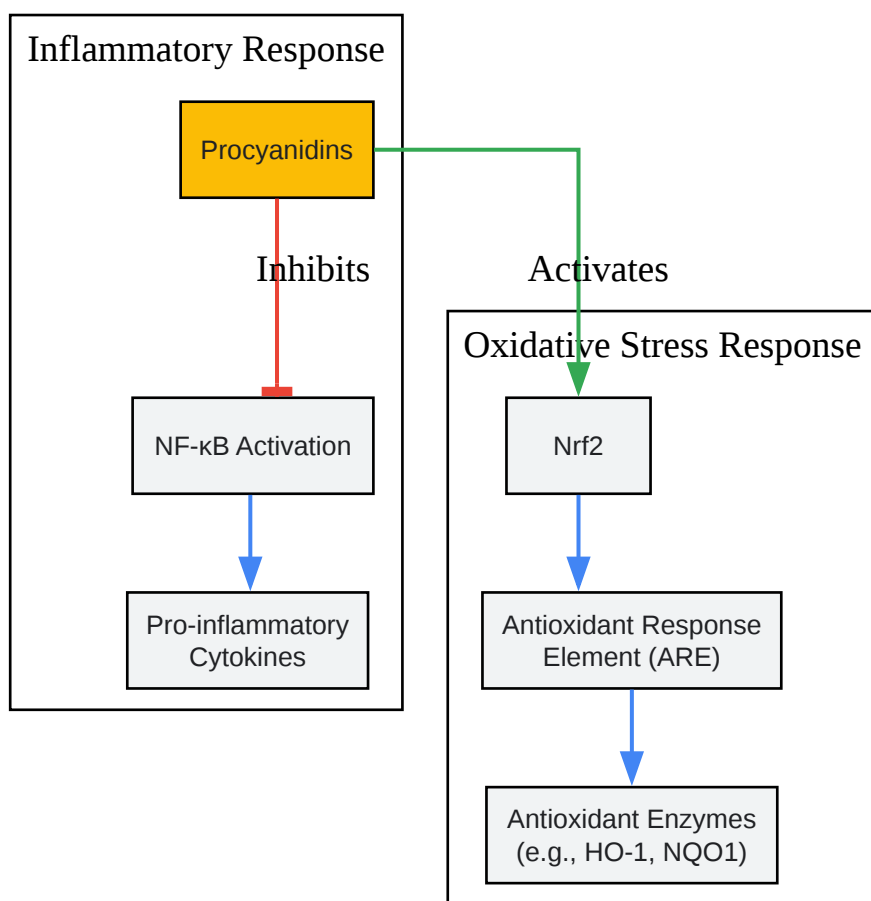 Inflammatory Response
Procyanidins
Inhibits
Activates
Oxidative Stress Response
NF-κB Activation
Nrf2
Pro-inflammatory
Cytokines
Antioxidant Response
Element (ARE)
Antioxidant Enzymes
(e.g., HO-1, NQO1)